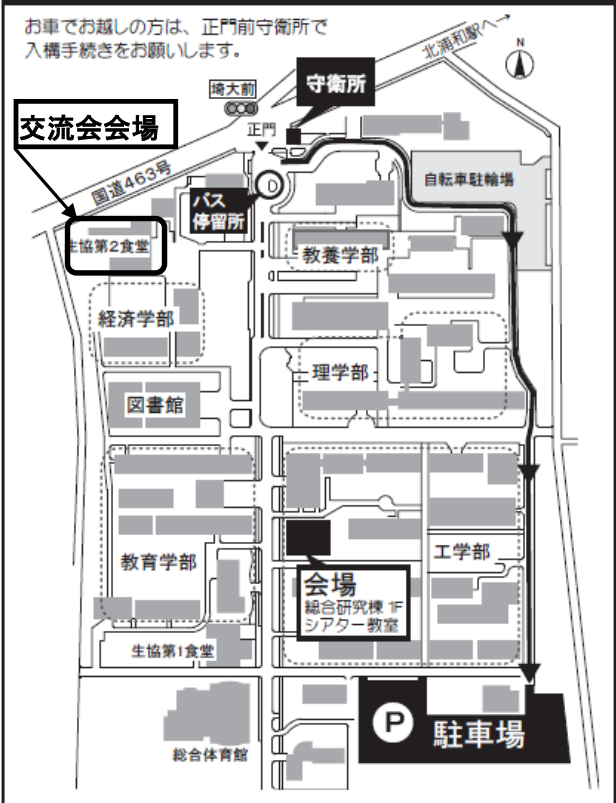 お車でお越しの方は、正門前守衛所で
入構手続きをお願いします。
北浦和駅へ
N
埼大前
守衛所
交流会会場
正門
国道463号
バス
停留所
自転車駐輪場
生協第2食堂
教養学部
経済学部
理学部
図書館
教育学部
工学部
会場
総合研究棟 1F
シアター教室
生協第1食堂
P
駐車場
総合体育館